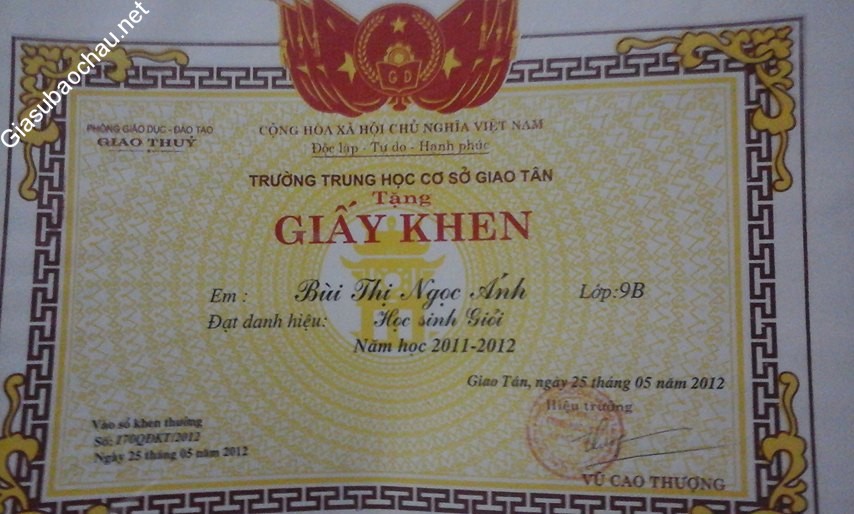 Giasubaochau.net
GD
PHÒNG GIÁO DỤC - ĐÀO TẠO
GIAO THUỶ
CỘNG HÒA XÃ HỘI CHỦ NGHĨA VIỆT NAM
Độc lập - Tự do - Hạnh phúc
TRƯỜNG TRUNG HỌC CƠ SỞ GIAO TÂN
Tặng
GIẤY KHEN
Em : Bùi Thị Ngọc Ánh Lớp:9B
Đạt danh hiệu: Học sinh Giỏi
Năm học 2011-2012
Giao Tân, ngày 25 tháng 05 năm 2012
Hiệu trưởng
Vào sổ khen thưởng
Số: 170QĐKT/2012
Ngày 25 tháng 05 năm 2012
VŨ CAO THƯỢNG